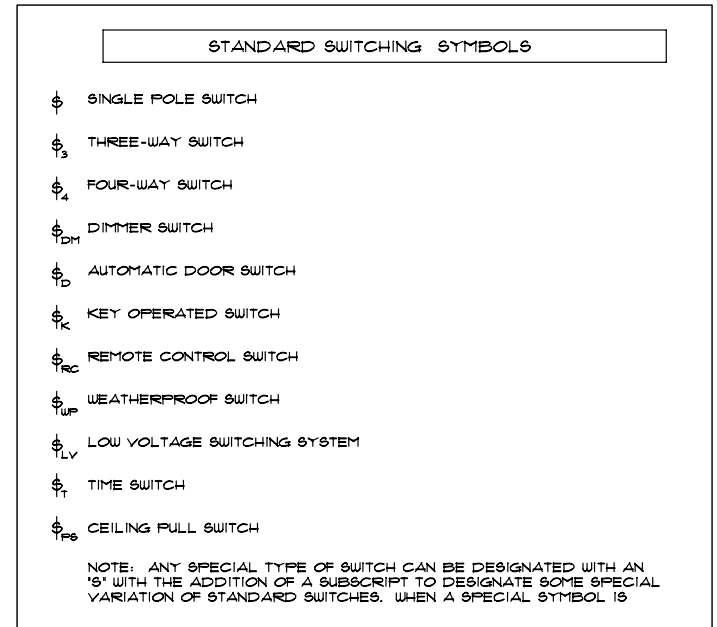 STANDARD SWITCHING SYMBOLS
$ SINGLE POLE SWITCH
$3 THREE-WAY SWITCH
$4 FOUR-WAY SWITCH
$DM DIMMER SWITCH
$D AUTOMATIC DOOR SWITCH
$K KEY OPERATED SWITCH
$RC REMOTE CONTROL SWITCH
$WP WEATHERPROOF SWITCH
$LV LOW VOLTAGE SWITCHING SYSTEM
$T TIME SWITCH
$PS CEILING PULL SWITCH
NOTE: ANY SPECIAL TYPE OF SWITCH CAN BE DESIGNATED WITH AN
"S" WITH THE ADDITION OF A SUBSCRIPT TO DESIGNATE SOME SPECIAL
VARIATION OF STANDARD SWITCHES. WHEN A SPECIAL SYMBOL IS